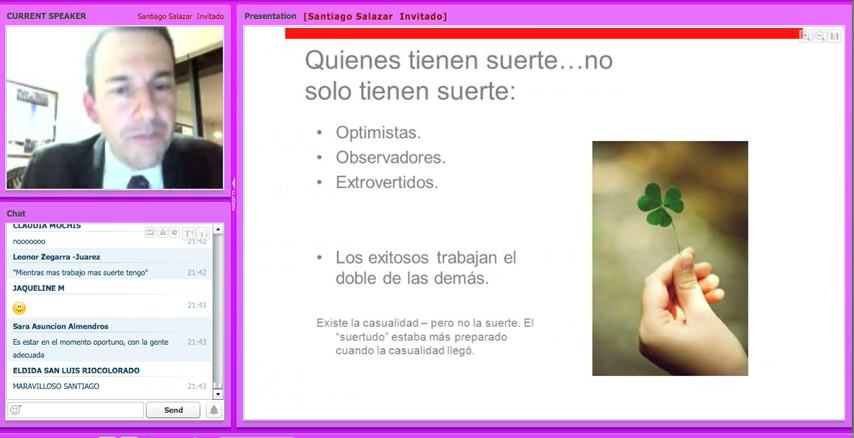 CURRENT SPEAKER
Santiago Salazar Invitado
Chat
CLAUDIA MOCHIS
nooooooo
21:42
Leonor Zegarra -Juarez
"Mientras mas trabajo mas suerte tengo"
21:42
JAQUELINE M
21:43
Sara Asuncion Almendros
Es estar en el momento oportuno, con la gente
adecuada
21:43
ELDIDA SAN LUIS RIOCOLORADO
MARAVILLOSO SANTIAGO
21:43
Send
Presentation [Santiago Salazar Invitado]
1:1
Quienes tienen suerte…no
solo tienen suerte:
• Optimistas.
• Observadores.
• Extrovertidos.
• Los exitosos trabajan el
doble de las demás.
Existe la casualidad – pero no la suerte. El
"suertudo" estaba más preparado
cuando la casualidad llegó.